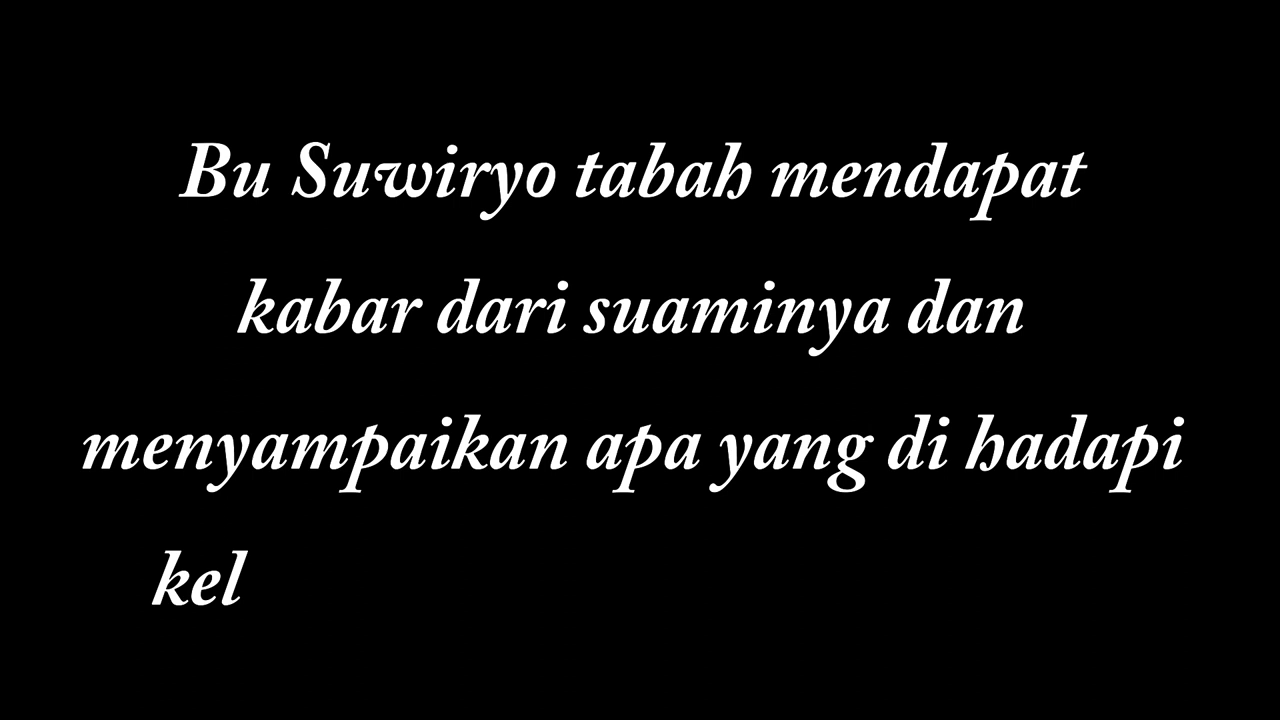 Bu Suwiryo tabah mendapat
kabar dari suaminya dan
menyampaikan apa yang di hadapi
kel